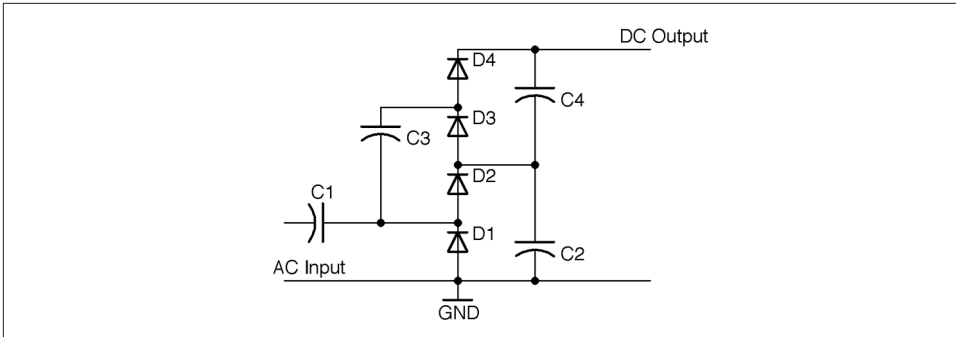 DC Output
D4
C4
D3
C3
D2
C1
D1
C2
AC Input
GND